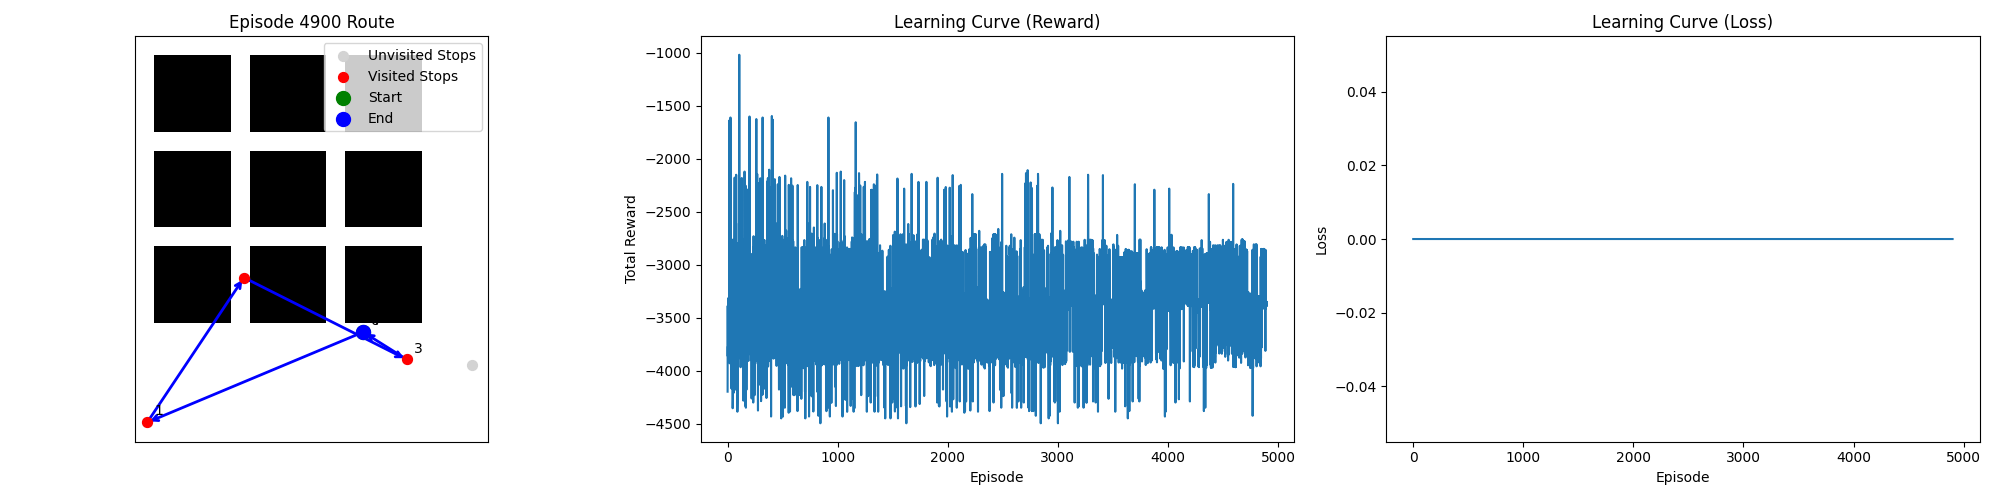 Episode 4900 Route
Unvisited Stops
Visited Stops
Start
End
3
1
Learning Curve (Reward)
−1000
−1500
−2000
−2500
−3000
−3500
−4000
−4500
Total Reward
0
1000
2000
3000
4000
5000
Episode
Learning Curve (Loss)
0.04
0.02
0.00
−0.02
−0.04
Loss
0
1000
2000
3000
4000
5000
Episode